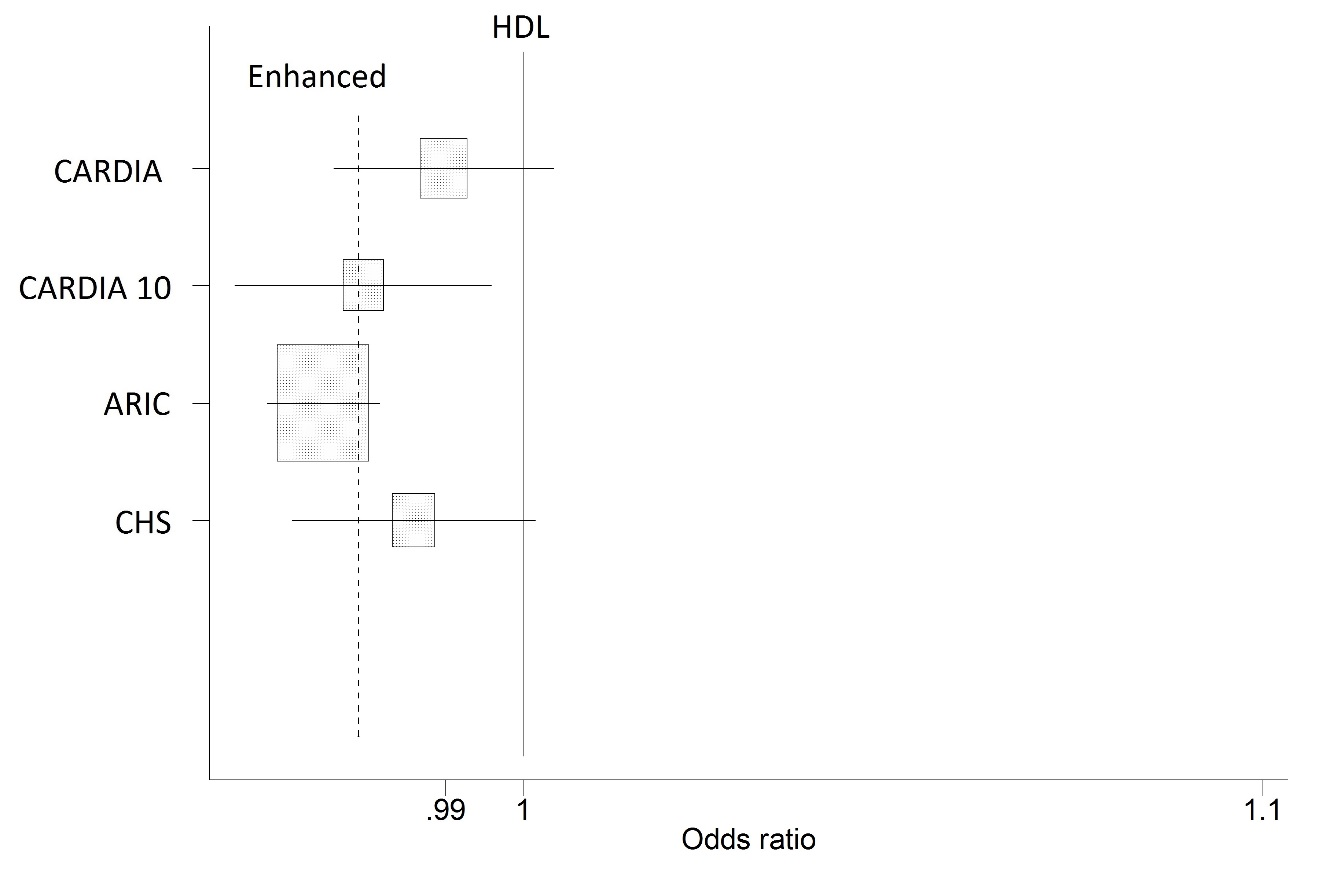 HDL
Enhanced
CARDIA
CARDIA 10
ARIC
CHS
.99 1 1.1
Odds ratio